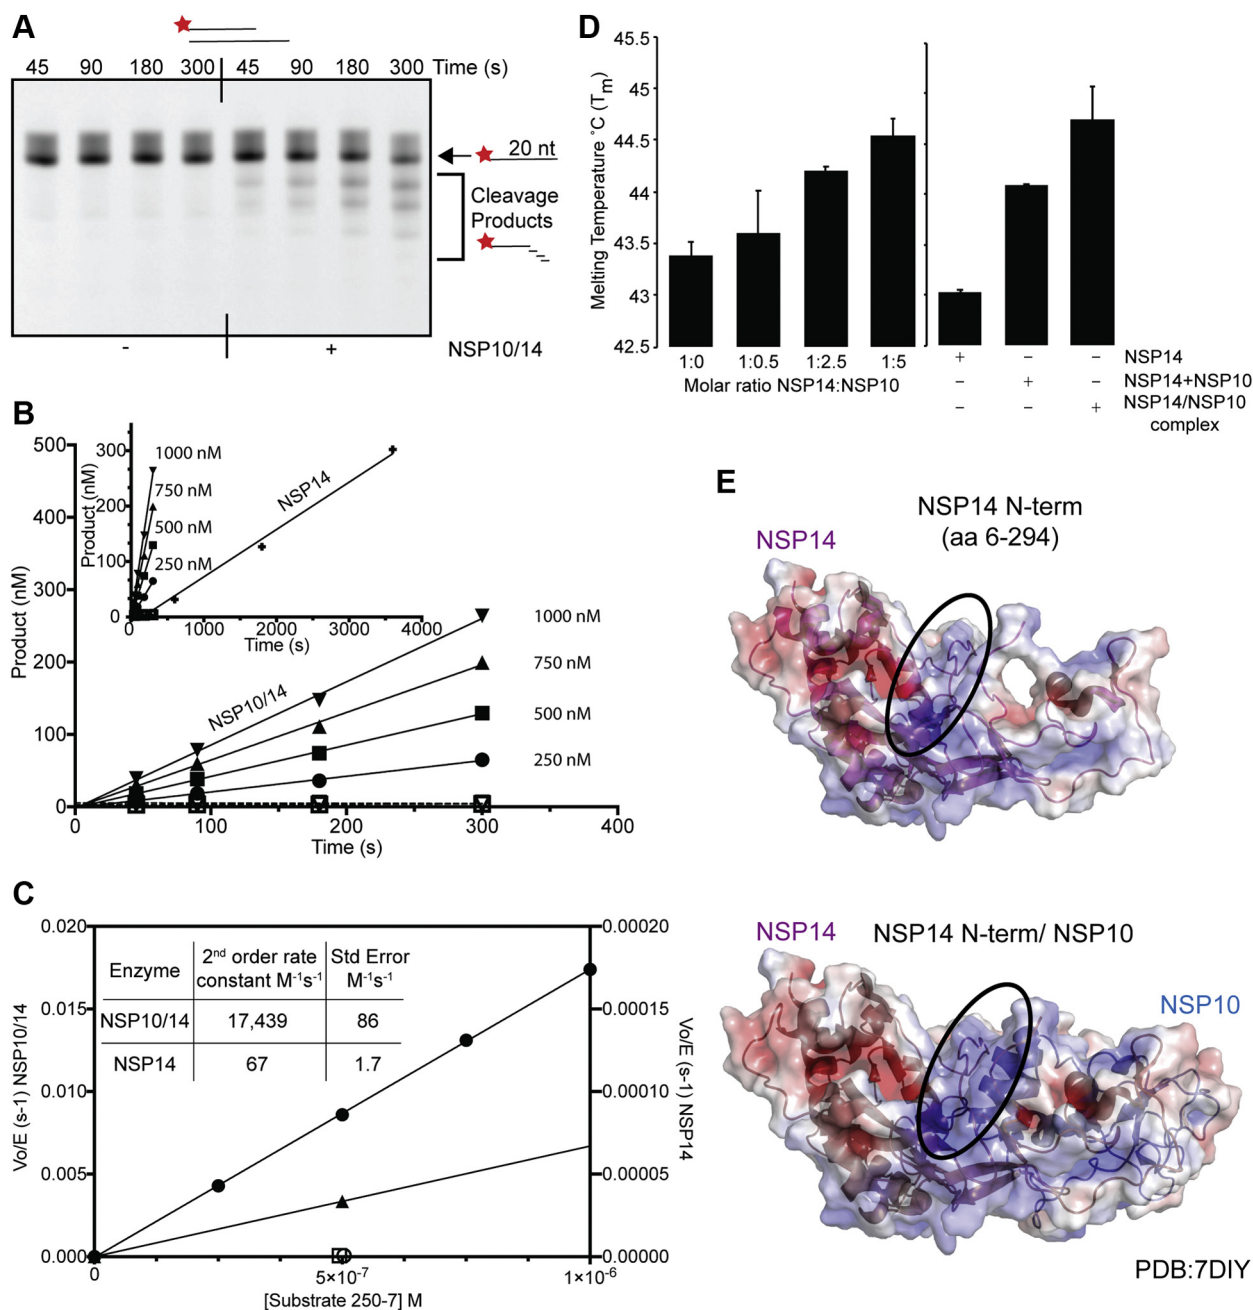 A
45 90 180 300 45 90 180 300 Time (s)
20 nt
Cleavage
Products
- + NSP10/14
B
500
400
300
200
100
0
0 100 200 300 400
Product (nM)
Time (s)
NSP10/14
1000 nM
750 nM
500 nM
250 nM
300
200
100
0
0 1000 2000 3000 4000
Product (nM)
Time (s)
1000 nM
750 nM
500 nM
250 nM
NSP14
C
0.020
0.015
0.010
0.005
0.000
Vo/E (s-1) NSP10/14
Enzyme 2nd order rate constant M-1s-1 Std Error M-1s-1
NSP10/14 17,439 86
NSP14 67 1.7
0.00020
0.00015
0.00010
0.00005
0.00000
Vo/E (s-1) NSP14
0 5×10-7 1×10-6
[Substrate 250-7] M
D
45.5
45
44.5
44
43.5
43
42.5
Melting Temperature ˚C (Tm)
1:0 1:0.5 1:2.5 1:5
Molar ratio NSP14:NSP10
+ – – NSP14
– + – NSP14+NSP10
– – + NSP14/NSP10
complex
E
NSP14 N-term
(aa 6-294)
NSP14
NSP14 N-term/ NSP10
NSP14
NSP10
PDB:7DIY